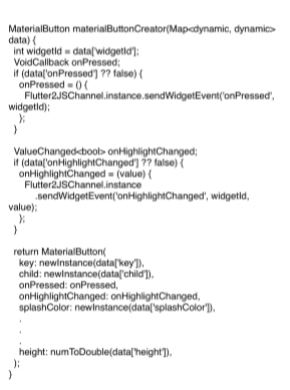 MaterialButton materialButtonCreator(Map<dynamic, dynamic>
data) {
int widgetId = data['widgetId'];
VoidCallback onPressed;
if (data['onPressed'] ?? false) {
onPressed = () {
Flutter2JSChannel.instance.sendWidgetEvent('onPressed',
widgetId);
};
}
ValueChanged<bool> onHighlightChanged;
if (data['onHighlightChanged'] ?? false) {
onHighlightChanged = (value) {
Flutter2JSChannel.instance
.sendWidgetEvent('onHighlightChanged', widgetId,
value);
};
}
return MaterialButton(
key: newInstance(data['key']),
child: newInstance(data['child']),
onPressed: onPressed,
onHighlightChanged: onHighlightChanged,
splashColor: newInstance(data['splashColor']),
.
.
.
height: numToDouble(data['height']),
);
}